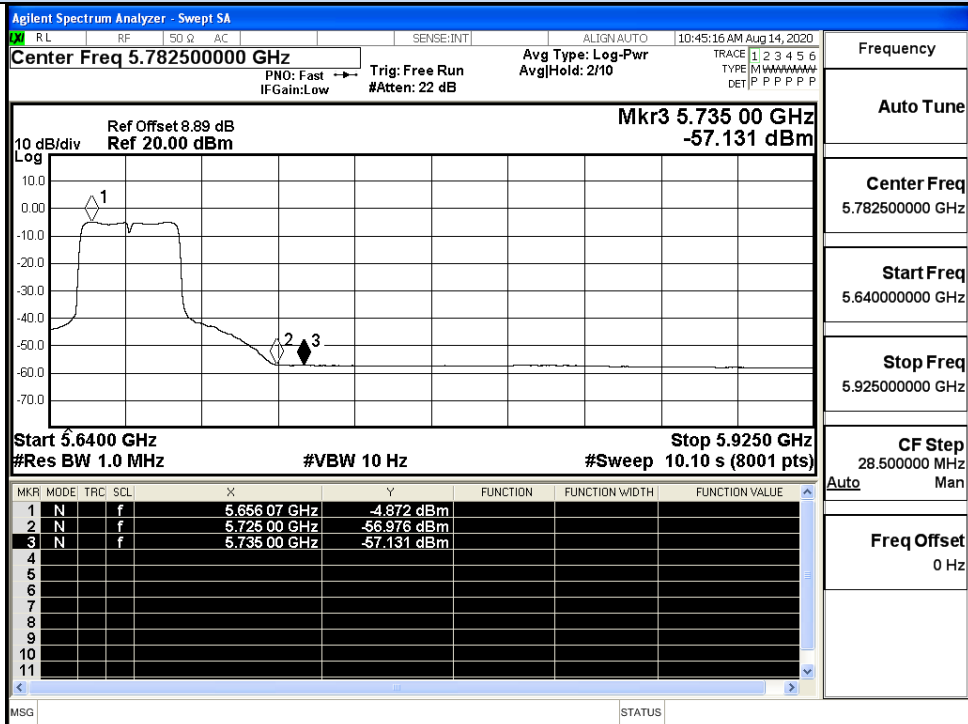 Agilent Spectrum Analyzer - Swept SA
LXI RL RF 50 Ω AC SENSE:INT ALIGN AUTO 10:45:16 AM Aug 14, 2020
Center Freq 5.782500000 GHz
PNO: Fast
IFGain:Low
Trig: Free Run
#Atten: 22 dB
Avg Type: Log-Pwr
Avg|Hold: 2/10
TRACE 1 2 3 4 5 6
TYPE M WWWWW
DET P P P P P P
Mkr3 5.735 00 GHz
-57.131 dBm
Ref Offset 8.89 dB
10 dB/div Ref 20.00 dBm
Log
10.0
0.00
-10.0
-20.0
-30.0
-40.0
-50.0
-60.0
-70.0
1
2
3
Start 5.6400 GHz Stop 5.9250 GHz
#Res BW 1.0 MHz #VBW 10 Hz #Sweep 10.10 s (8001 pts)
MKR MODE TRC SCL X Y FUNCTION FUNCTION WIDTH FUNCTION VALUE
1 N f 5.656 07 GHz -4.872 dBm
2 N f 5.725 00 GHz -56.976 dBm
3 N f 5.735 00 GHz -57.131 dBm
4
5
6
7
8
9
10
11
MSG STATUS
Frequency
Auto Tune
Center Freq
5.782500000 GHz
Start Freq
5.640000000 GHz
Stop Freq
5.925000000 GHz
CF Step
28.500000 MHz
Auto Man
Freq Offset
0 Hz